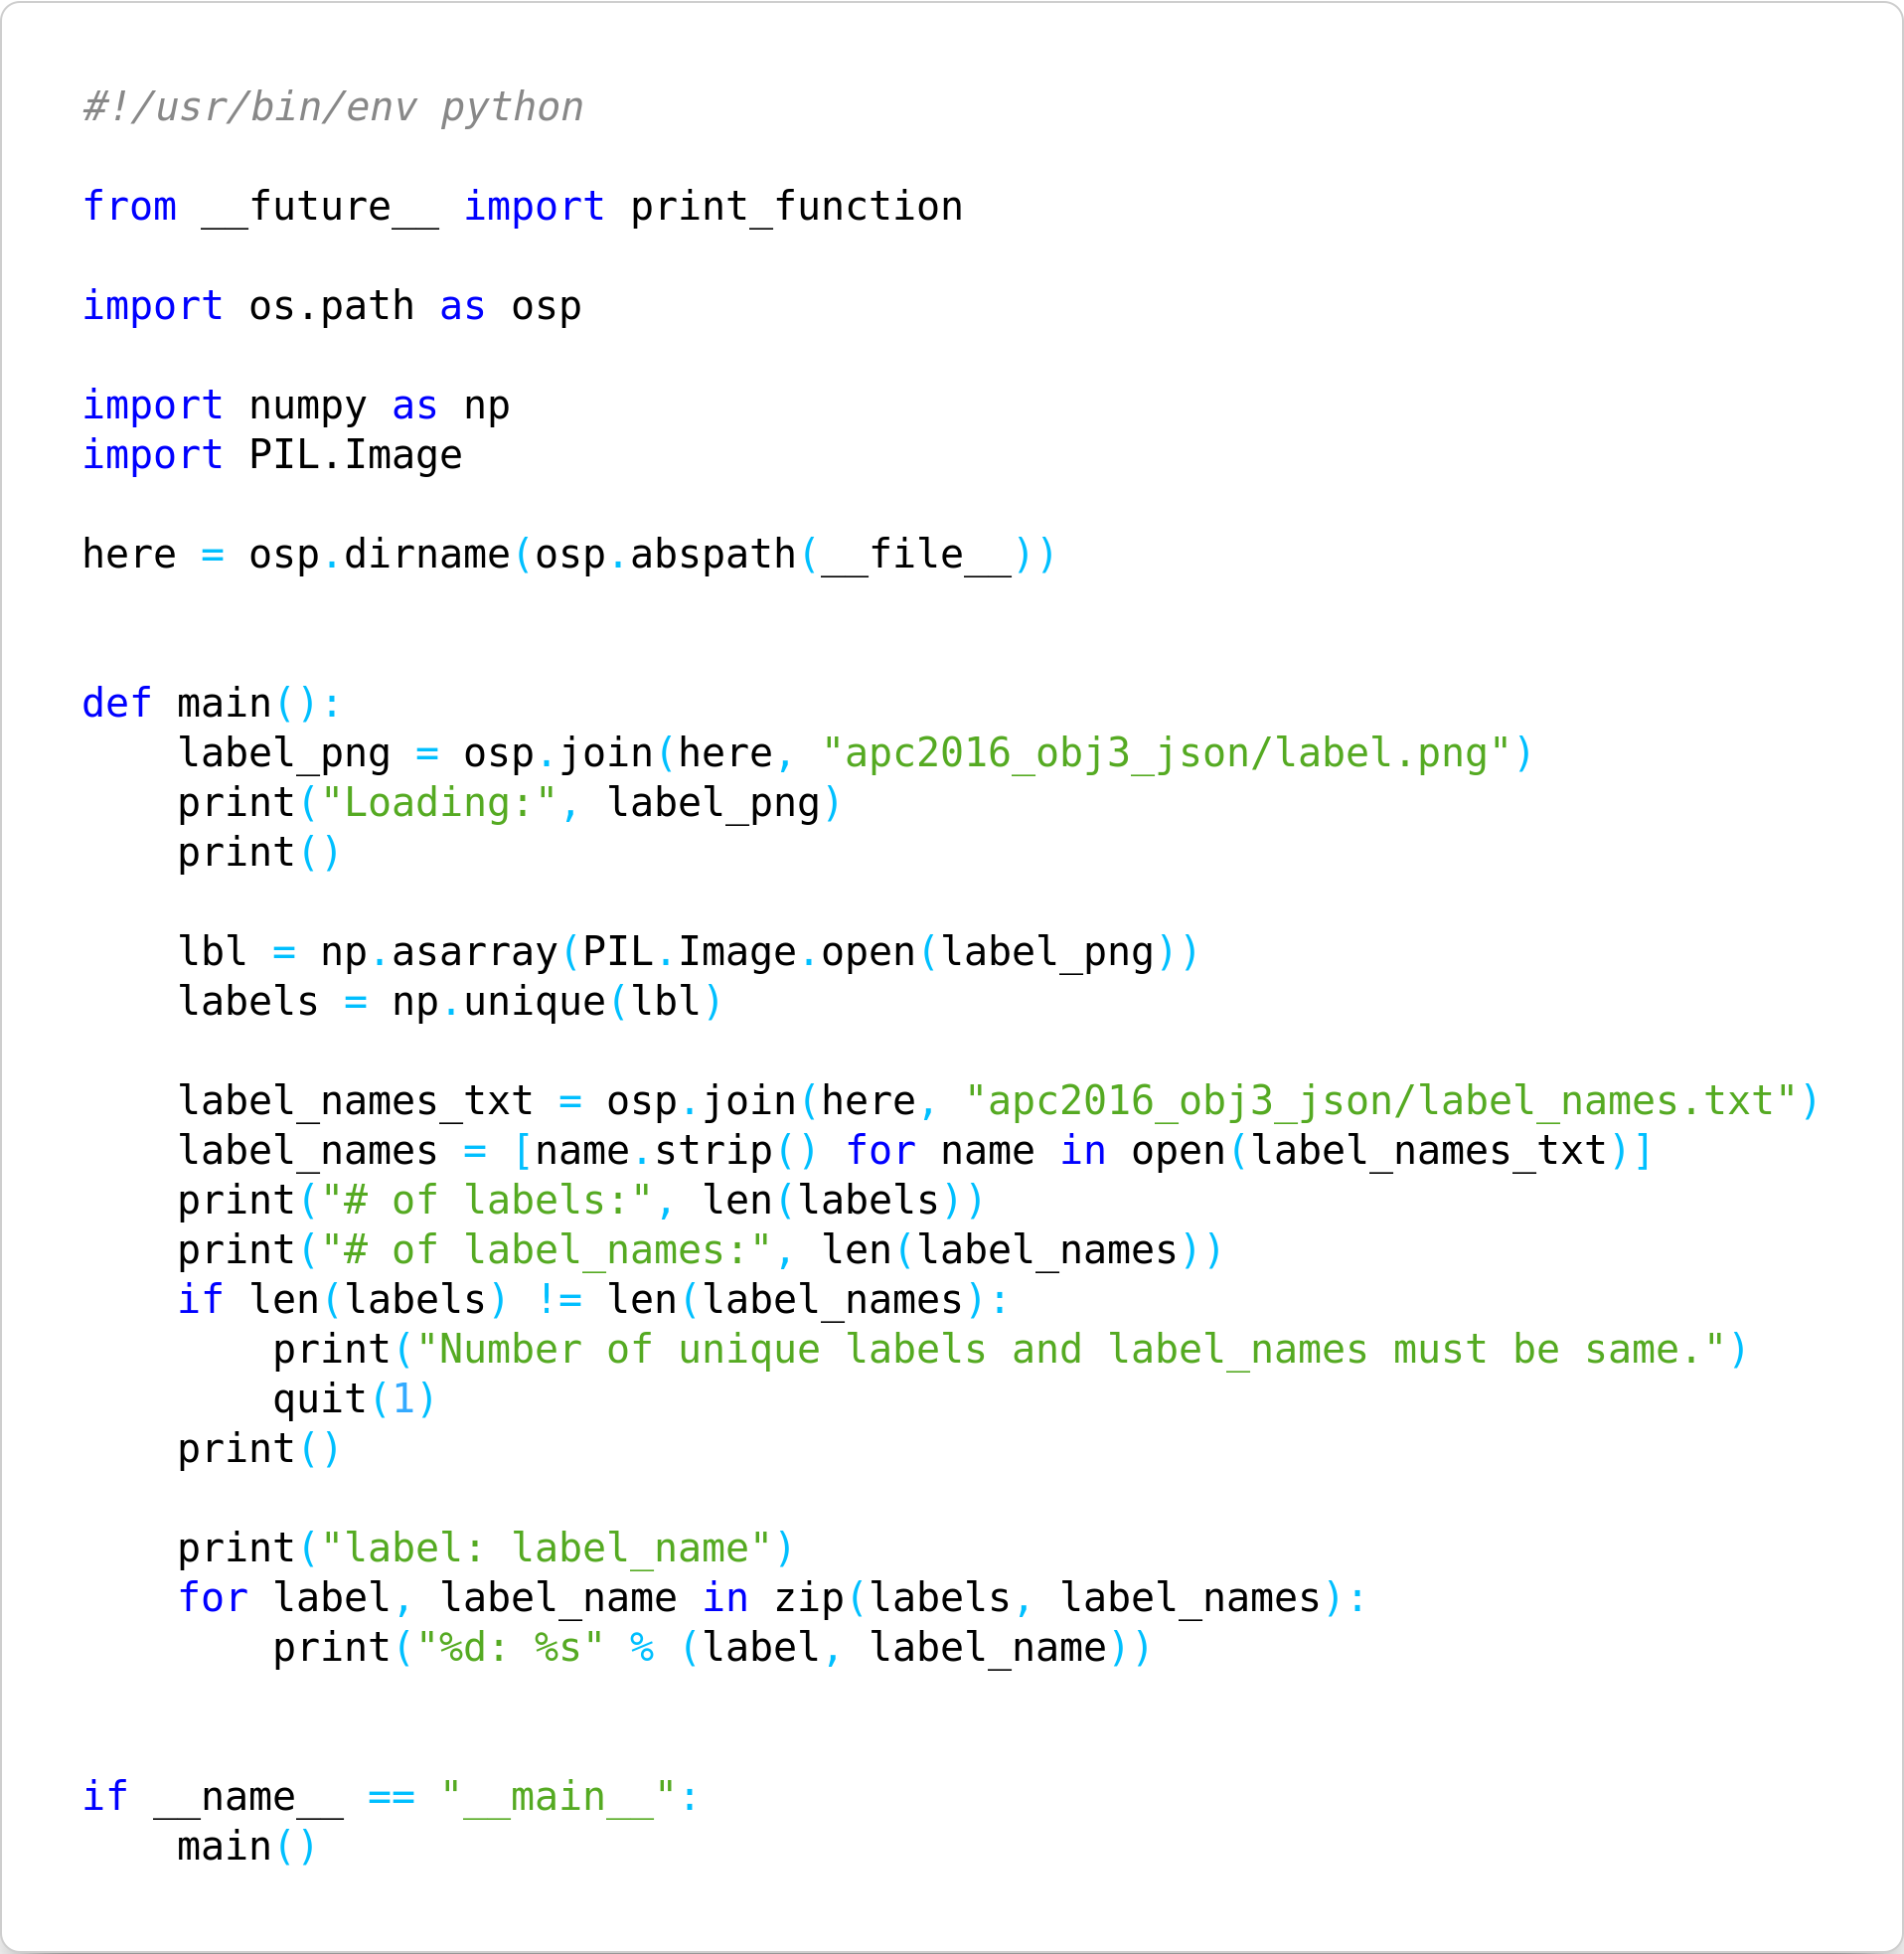 #!/usr/bin/env python

from __future__ import print_function

import os.path as osp

import numpy as np
import PIL.Image

here = osp.dirname(osp.abspath(__file__))


def main():
    label_png = osp.join(here, "apc2016_obj3_json/label.png")
    print("Loading:", label_png)
    print()

    lbl = np.asarray(PIL.Image.open(label_png))
    labels = np.unique(lbl)

    label_names_txt = osp.join(here, "apc2016_obj3_json/label_names.txt")
    label_names = [name.strip() for name in open(label_names_txt)]
    print("# of labels:", len(labels))
    print("# of label_names:", len(label_names))
    if len(labels) != len(label_names):
        print("Number of unique labels and label_names must be same.")
        quit(1)
    print()

    print("label: label_name")
    for label, label_name in zip(labels, label_names):
        print("%d: %s" % (label, label_name))


if __name__ == "__main__":
    main()